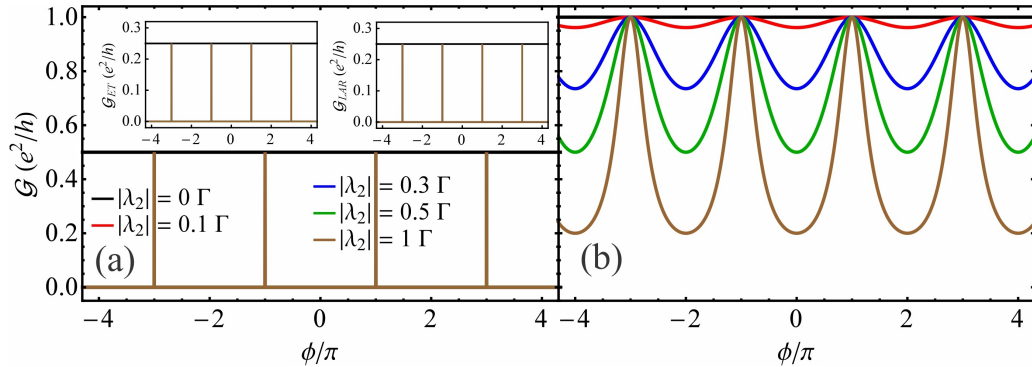 𝒢 (e²/h)
1.0
0.8
0.6
0.4
0.2
0.0
𝒢ET (e²/h)
0.3
0.2
0.1
0.0
−4 −2 0 2 4
𝒢LAR (e²/h)
0.3
0.2
0.1
0.0
−4 −2 0 2 4
|λ₂| = 0 Γ
|λ₂| = 0.1 Γ
|λ₂| = 0.3 Γ
|λ₂| = 0.5 Γ
|λ₂| = 1 Γ
(a)
(b)
−4 −2 0 2 4
−4 −2 0 2 4
ϕ/π
ϕ/π